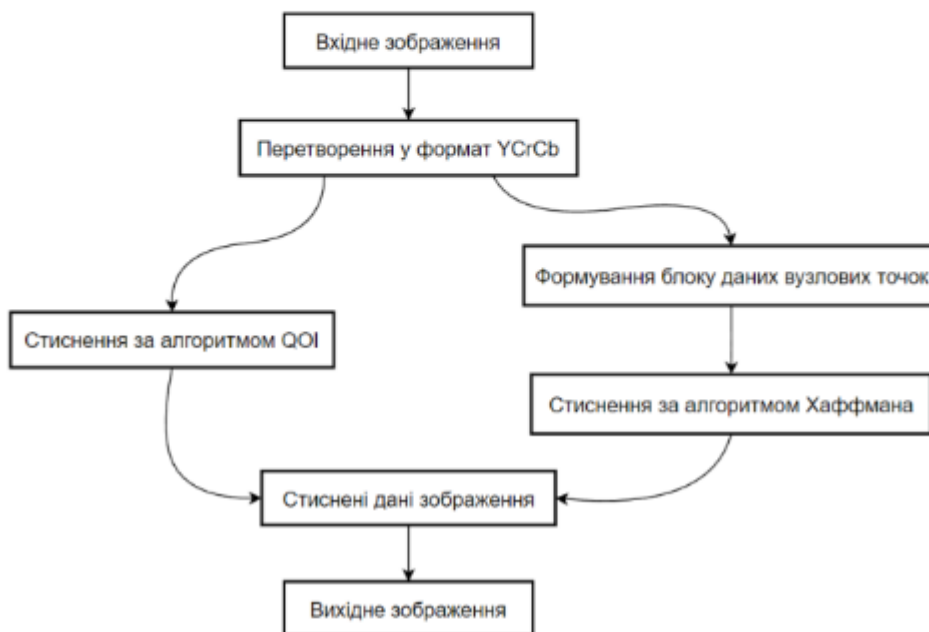 Вхідне зображення
Перетворення у формат YCrCb
Формування блоку даних вузлових точок
Стиснення за алгоритмом QOI
Стиснення за алгоритмом Хаффмана
Стиснені дані зображення
Вихідне зображення